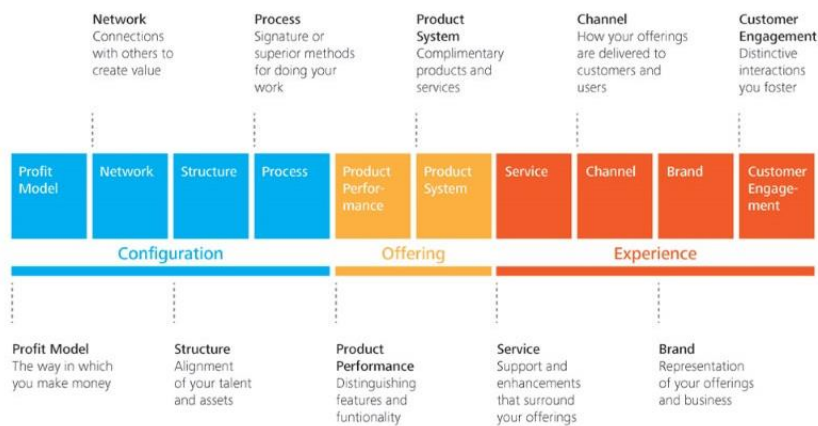 Network
Connections
with others to
create value
Process
Signature or
superior methods
for doing your
work
Product
System
Complimentary
products and
services
Channel
How your offerings
are delivered to
customers and
users
Customer
Engagement
Distinctive
interactions
you foster
Profit
Model
Network
Structure
Process
Product
Perfor-
mance
Product
System
Service
Channel
Brand
Customer
Engage-
ment
Configuration
Offering
Experience
Profit Model
The way in which
you make money
Structure
Alignment
of your talent
and assets
Product
Performance
Distinguishing
features and
funtionality
Service
Support and
enhancements
that surround
your offerings
Brand
Representation
of your offerings
and business